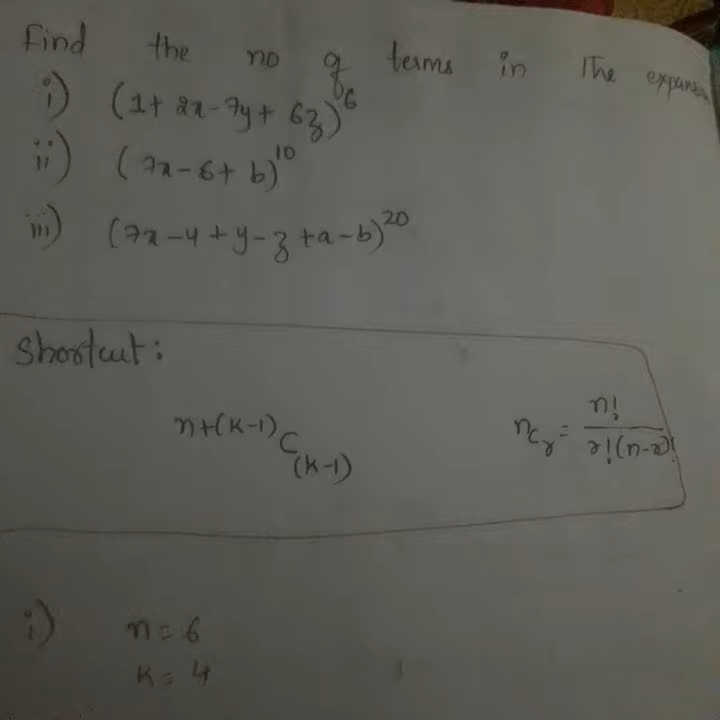 Find the no of terms in The expans
i) (1+ 2x-7y+ 6z)^6
ii) (7x-6+ b)^10
iii) (7x-4+y-z+a-b)^20
Shortcut:
n+(K-1)C(K-1) nCr = n!/r!(n-r)!
i) n=6
K=4